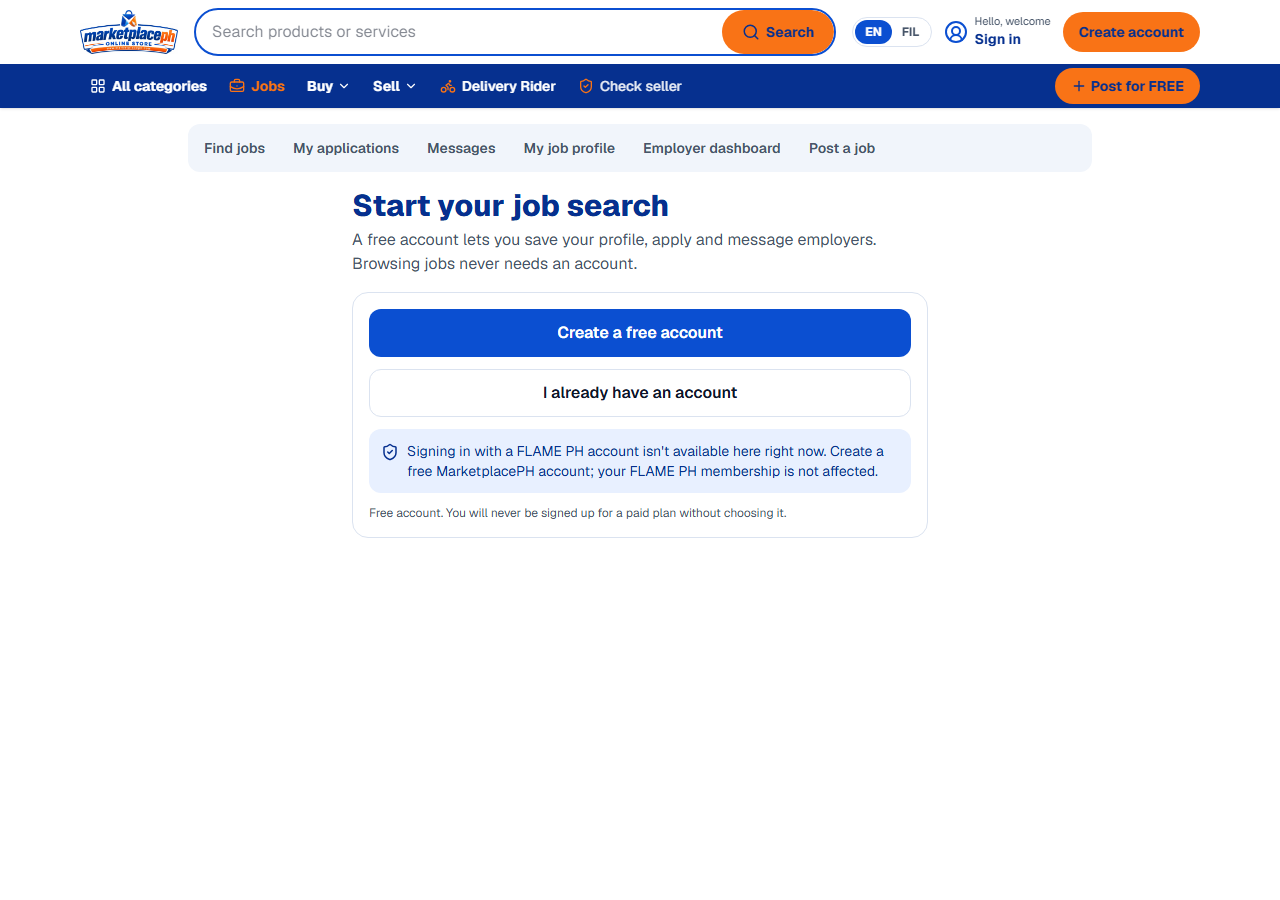 marketplaceph
ONLINE STORE
Search products or services
Search
EN
FIL
Hello, welcome
Sign in
Create account
All categories
Jobs
Buy
Sell
Delivery Rider
Check seller
Post for FREE
Find jobs
My applications
Messages
My job profile
Employer dashboard
Post a job
Start your job search
A free account lets you save your profile, apply and message employers.
Browsing jobs never needs an account.
Create a free account
I already have an account
Signing in with a FLAME PH account isn't available here right now. Create a
free MarketplacePH account; your FLAME PH membership is not affected.
Free account. You will never be signed up for a paid plan without choosing it.